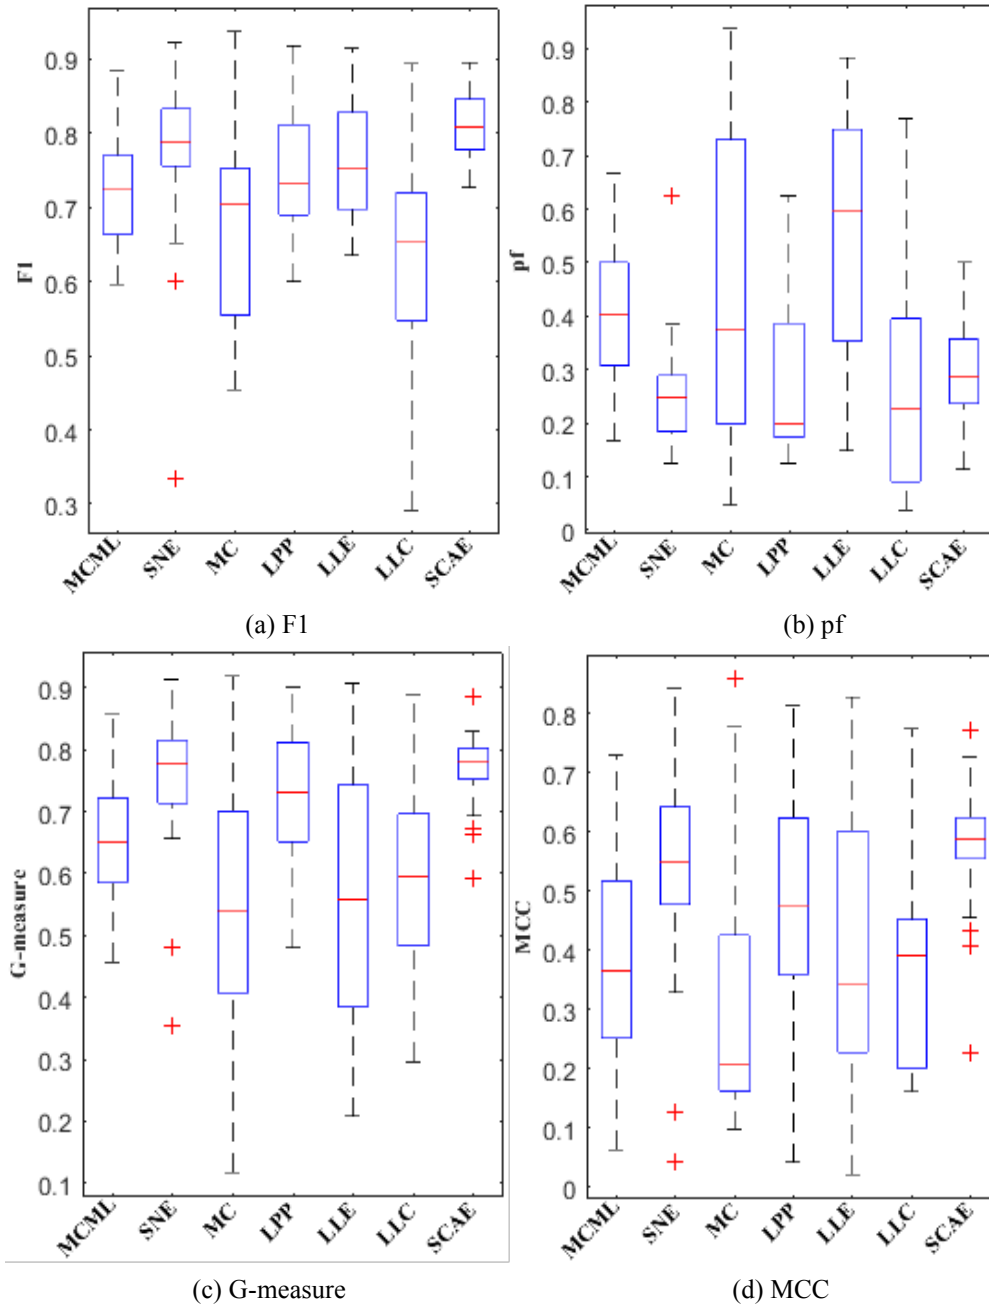 0.9
0.8
0.7
0.6
0.5
0.4
0.3
F1
MCML
SNE
MC
LPP
LLE
LLC
SCAE
(a) F1
0.9
0.8
0.7
0.6
0.5
0.4
0.3
0.2
0.1
0
pf
MCML
SNE
MC
LPP
LLE
LLC
SCAE
(b) pf
0.9
0.8
0.7
0.6
0.5
0.4
0.3
0.2
0.1
G-measure
MCML
SNE
MC
LPP
LLE
LLC
SCAE
(c) G-measure
0.8
0.7
0.6
0.5
0.4
0.3
0.2
0.1
0
MCC
MCML
SNE
MC
LPP
LLE
LLC
SCAE
(d) MCC